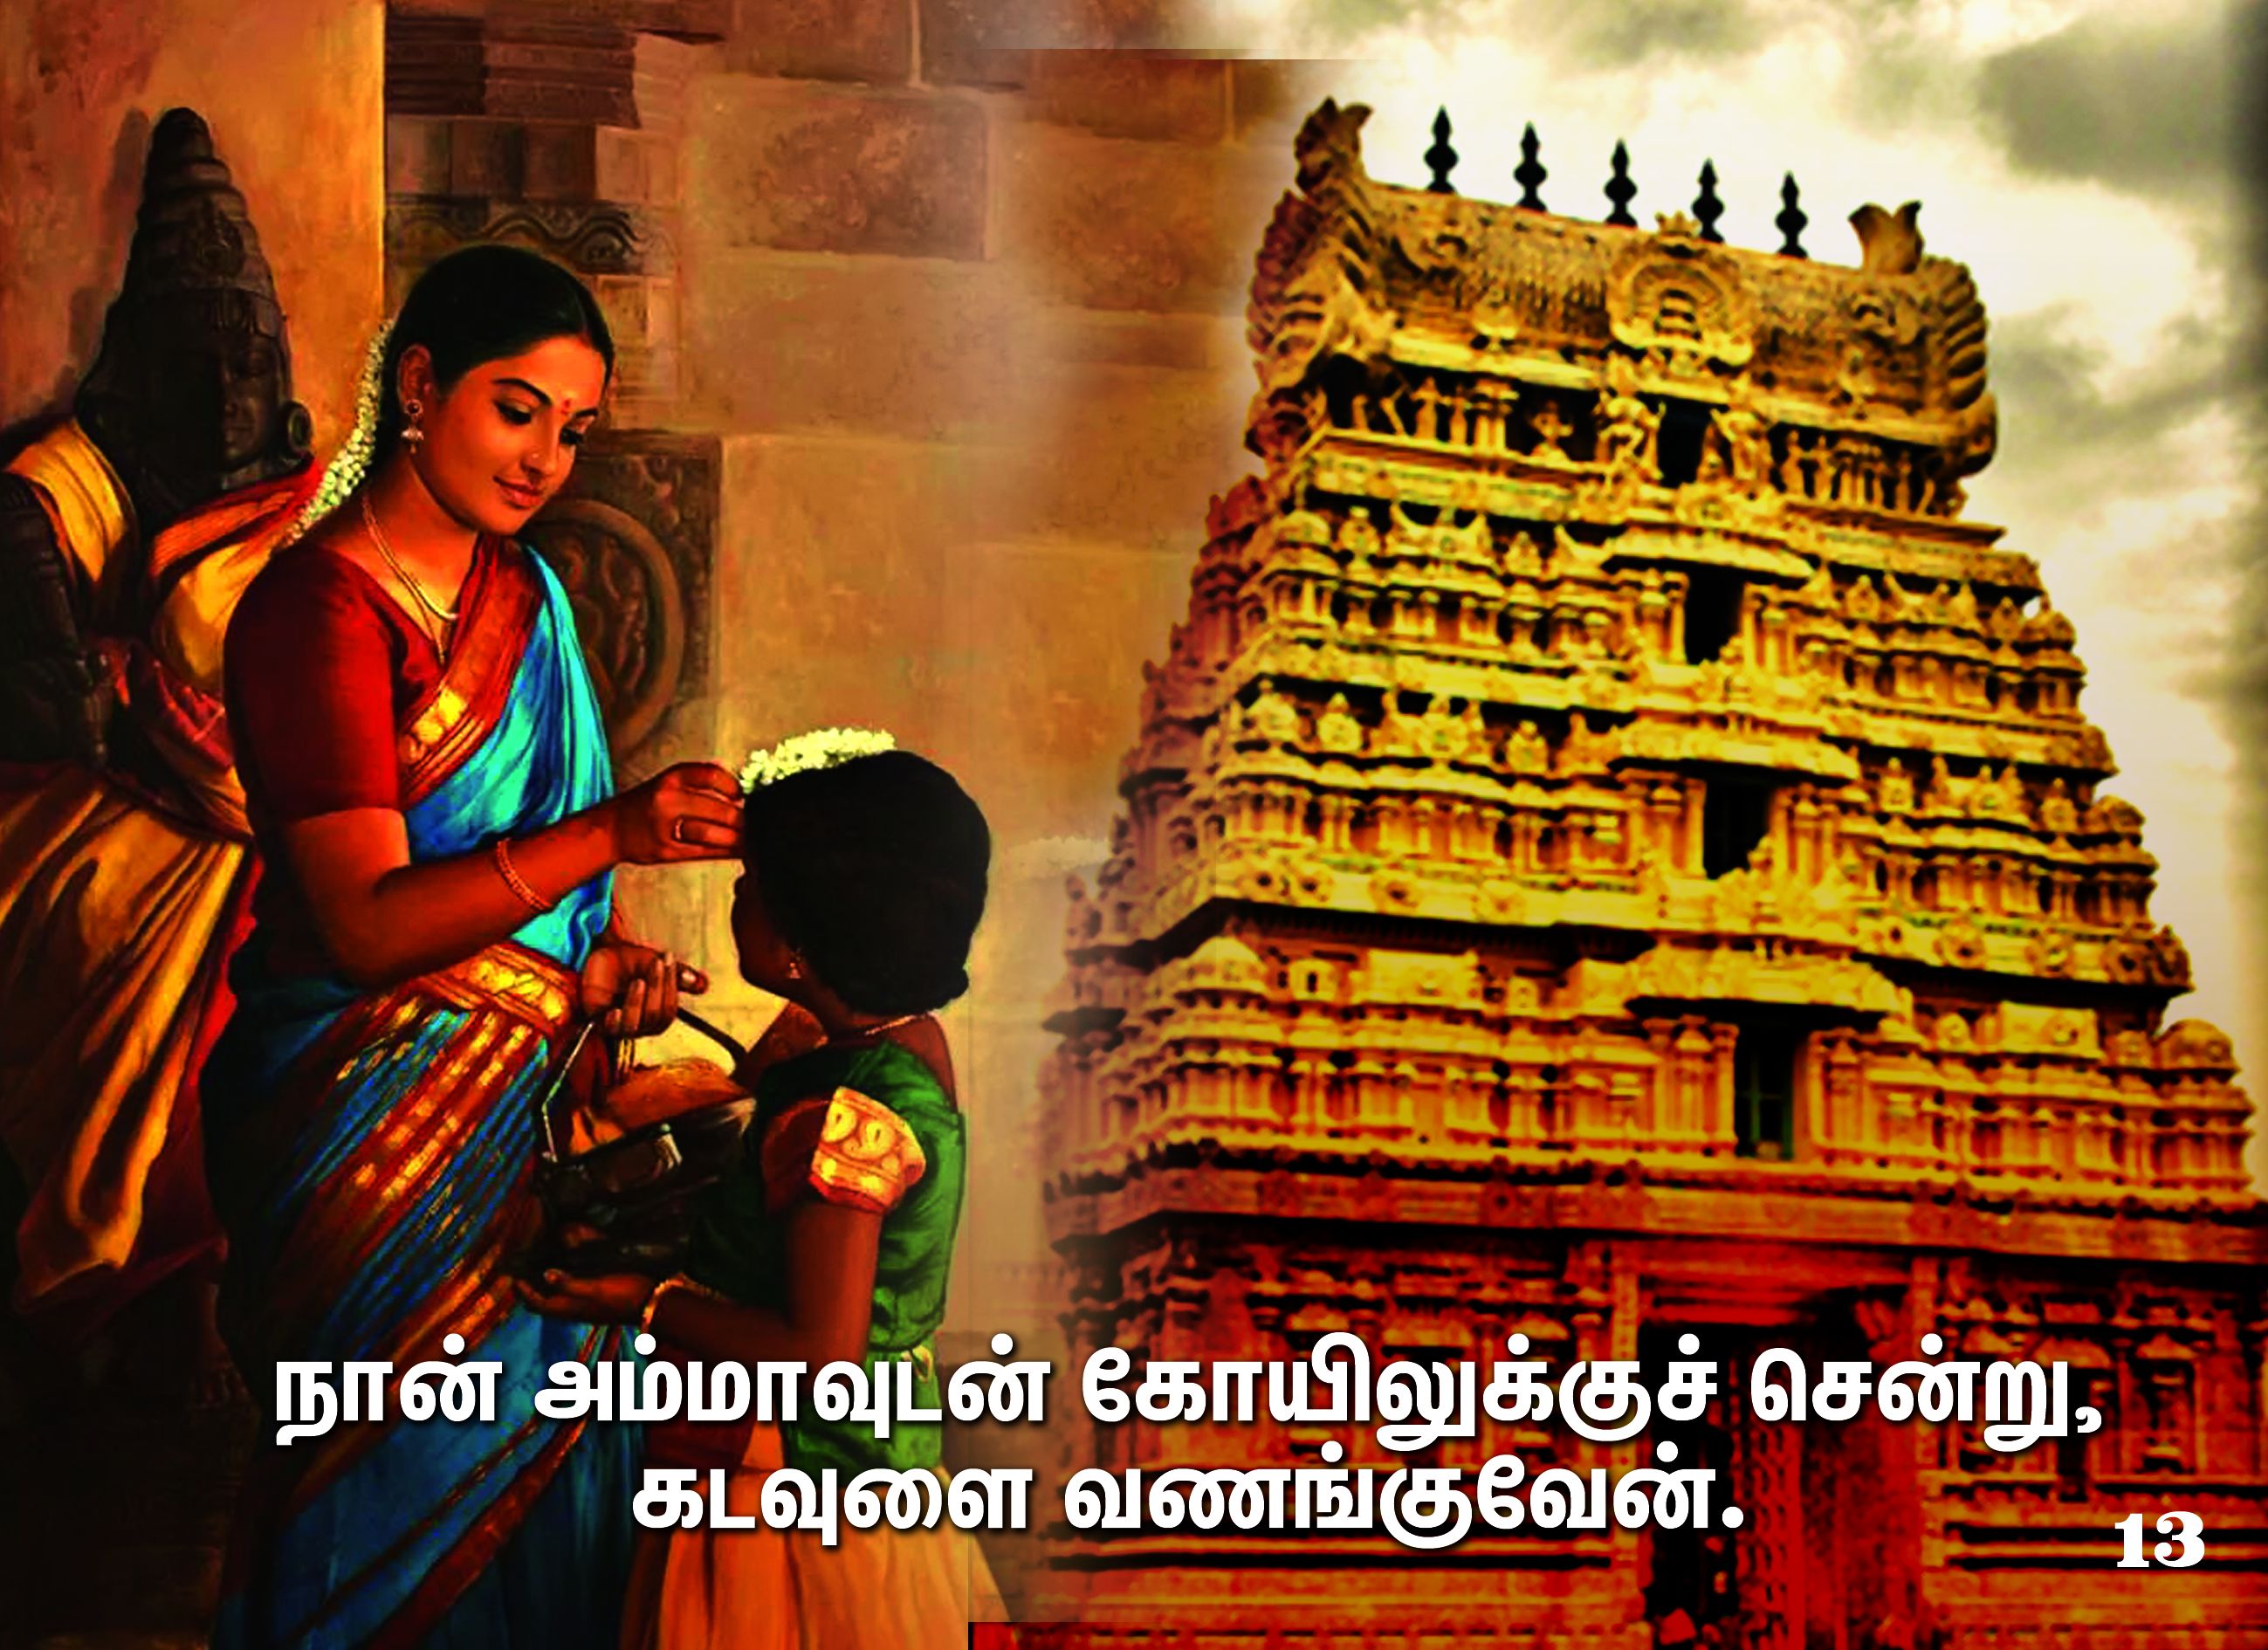 நான் அம்மாவுடன் கோயிலுக்குச் சென்று,
கடவுளை வணங்குவேன்.
13